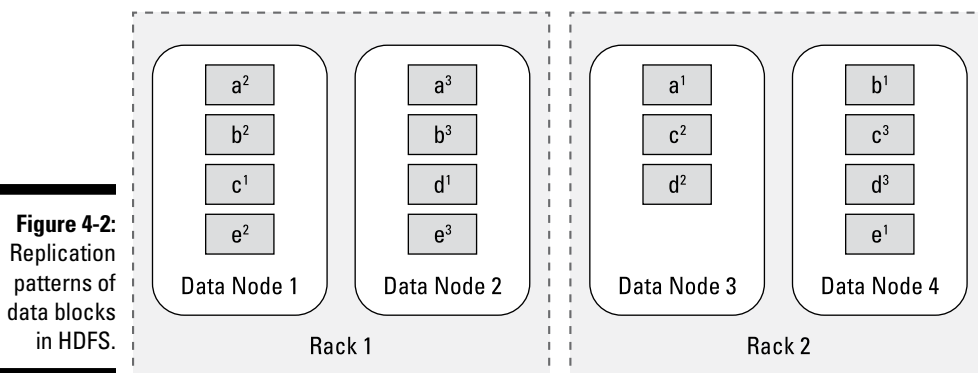 Figure 4-2:
Replication
patterns of
data blocks
in HDFS.
a²
b²
c¹
e²
Data Node 1
a³
b³
d¹
e³
Data Node 2
Rack 1
a¹
c²
d²
Data Node 3
b¹
c³
d³
e¹
Data Node 4
Rack 2